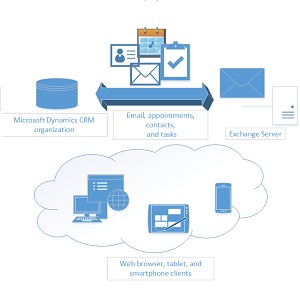 Microsoft Dynamics CRM
organization
Email, appointments,
contacts,
and tasks
Exchange Server
Web browser, tablet, and
smartphone clients